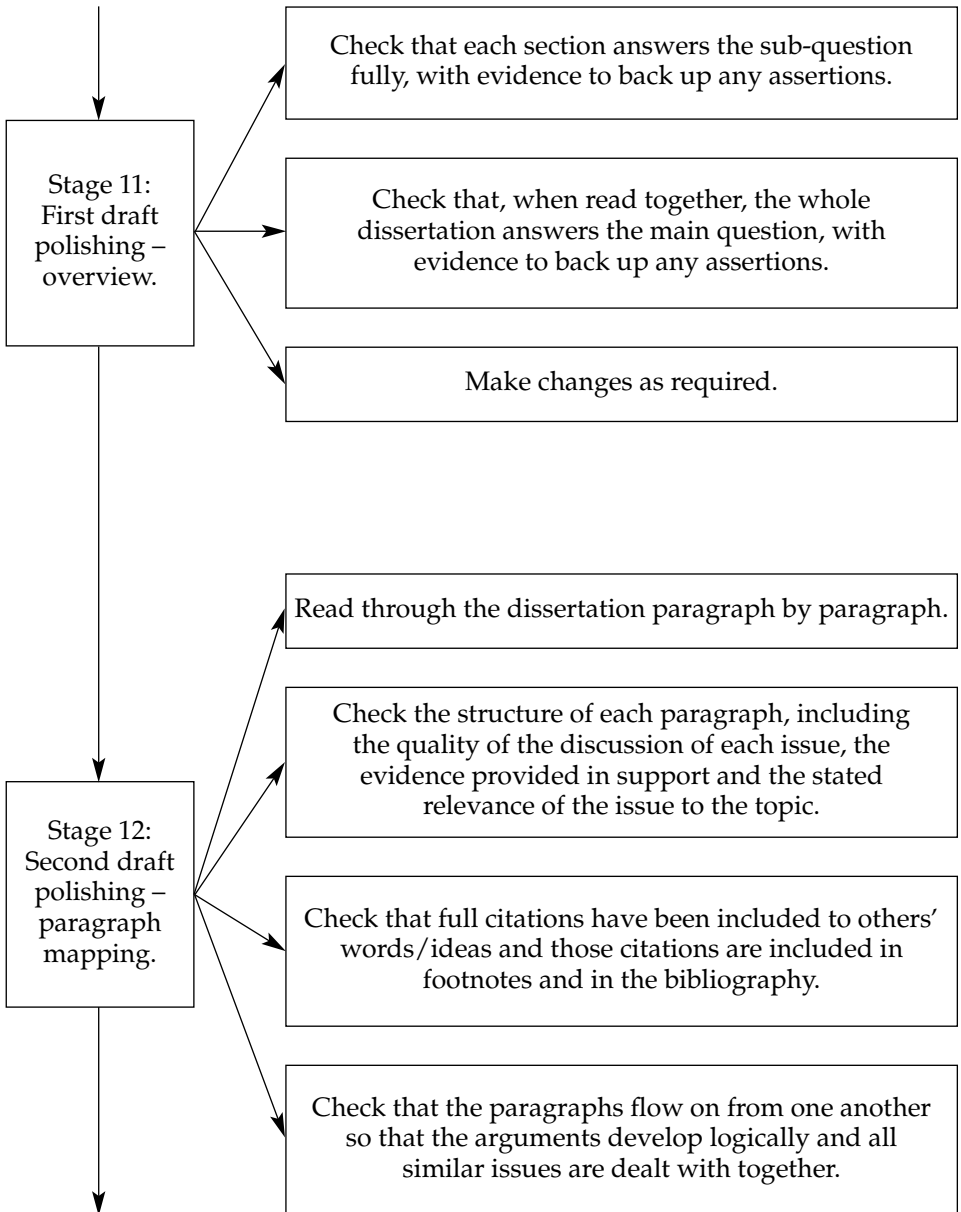 Check that each section answers the sub-question
fully, with evidence to back up any assertions.
Stage 11:
First draft
polishing –
overview.
Check that, when read together, the whole
dissertation answers the main question, with
evidence to back up any assertions.
Make changes as required.
Read through the dissertation paragraph by paragraph.
Check the structure of each paragraph, including
the quality of the discussion of each issue, the
evidence provided in support and the stated
relevance of the issue to the topic.
Stage 12:
Second draft
polishing –
paragraph
mapping.
Check that full citations have been included to others’
words/ideas and those citations are included in
footnotes and in the bibliography.
Check that the paragraphs flow on from one another
so that the arguments develop logically and all
similar issues are dealt with together.